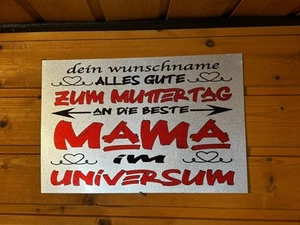 dein wunschname
ALLES GUTE
ZUM MUTTERTAG
AN DIE BESTE
MAMA
im
UNIVERSUM